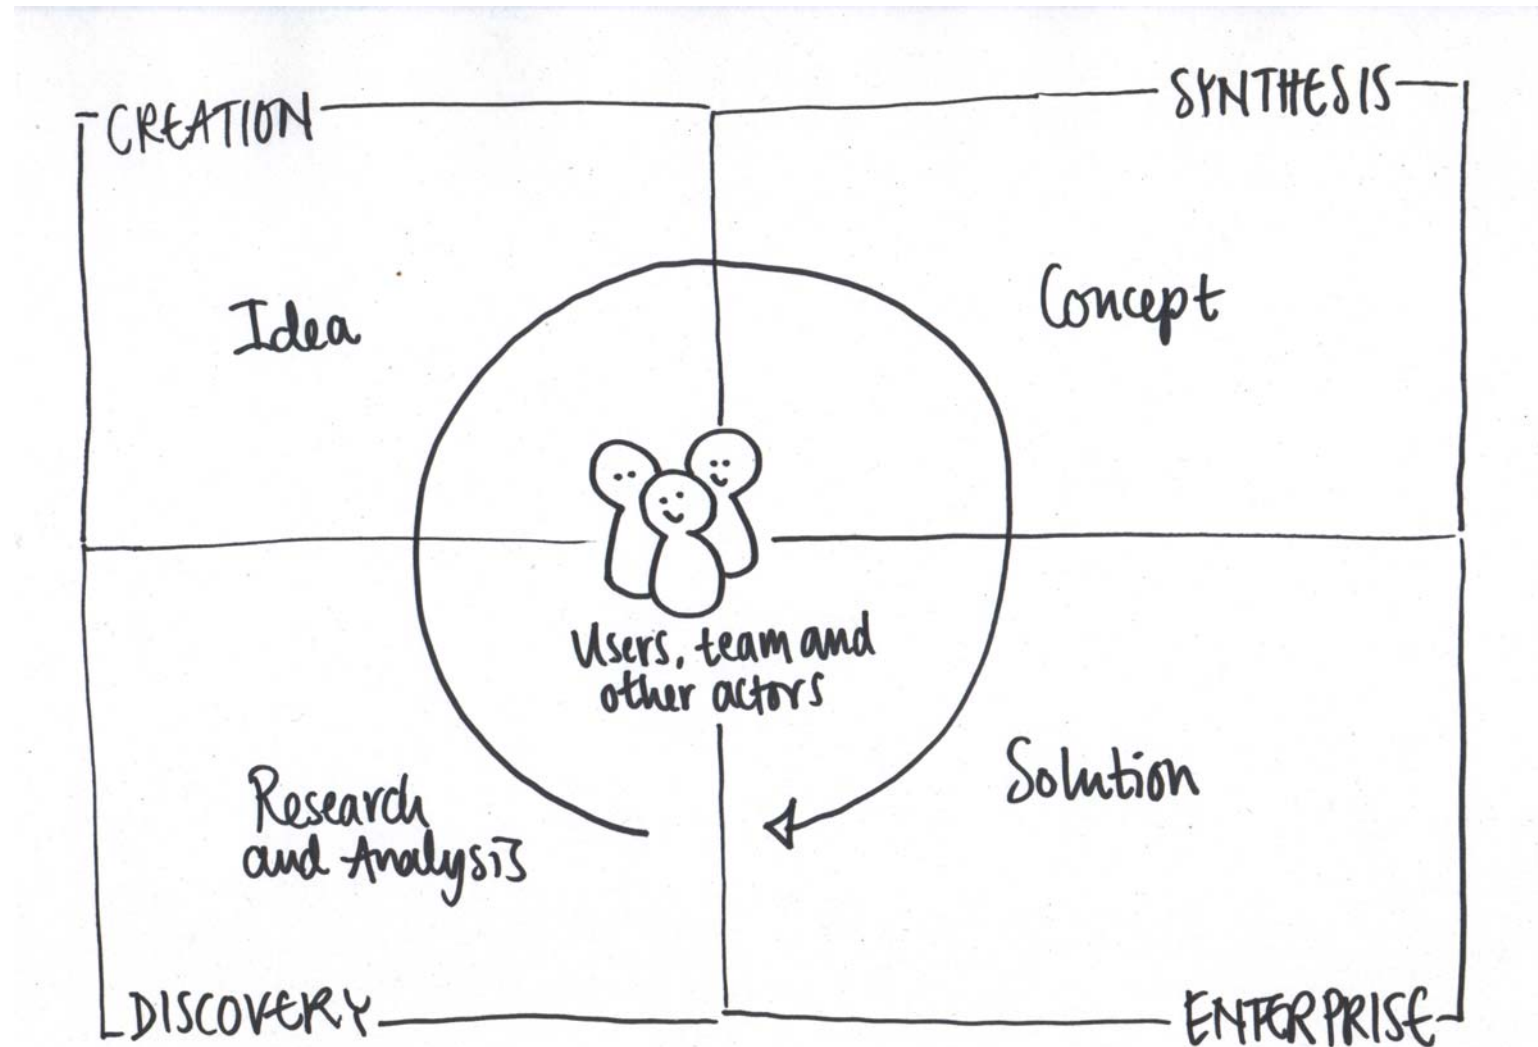 CREATION
SYNTHESIS
Idea
Concept
Users, team and
other actors
Research
and Analysis
Solution
DISCOVERY
ENTERPRISE